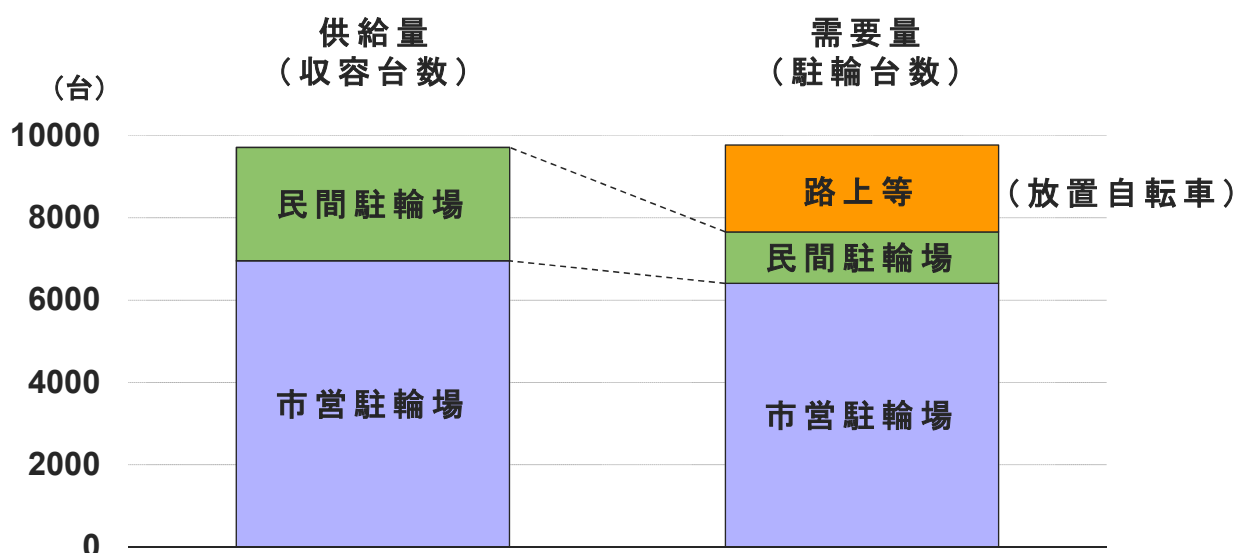 供給量
（収容台数）
需要量
（駐輪台数）
（台）
10000
8000
6000
4000
2000
0
民間駐輪場
市営駐輪場
路上等
（放置自転車）
民間駐輪場
市営駐輪場